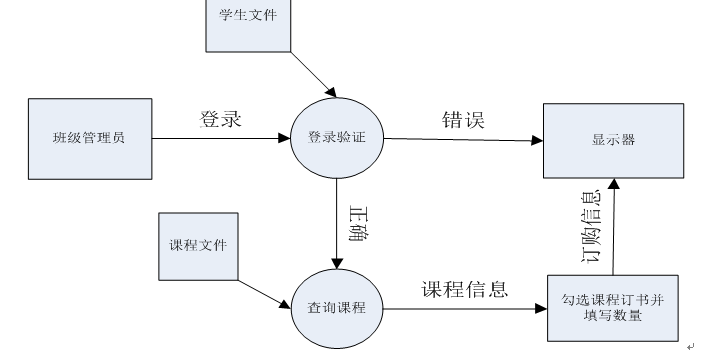 学生文件
班级管理员
登录
登录验证
错误
显示器
正确
订购信息
课程文件
查询课程
课程信息
勾选课程订书并
填写数量